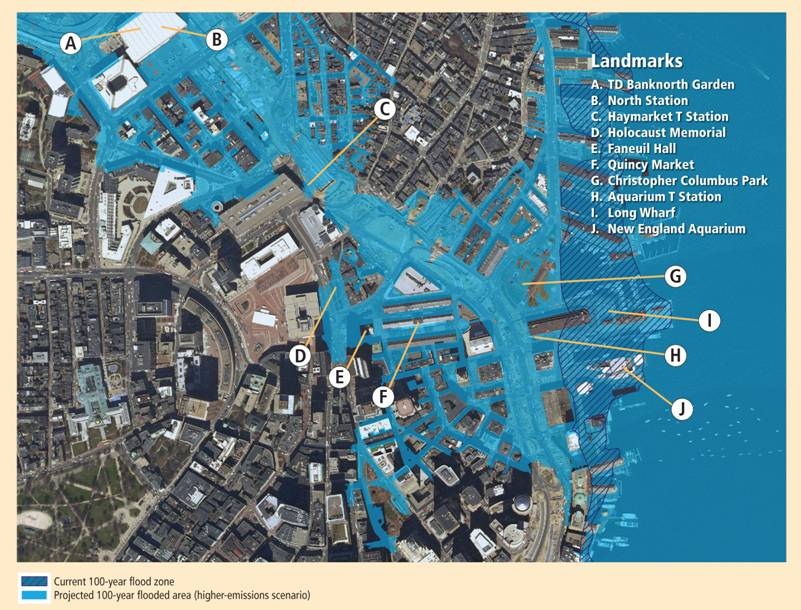 A
B
C
Landmarks
A. TD Banknorth Garden
B. North Station
C. Haymarket T Station
D. Holocaust Memorial
E. Faneuil Hall
F. Quincy Market
G. Christopher Columbus Park
H. Aquarium T Station
I. Long Wharf
J. New England Aquarium
G
I
D
H
E
F
J
Current 100-year flood zone
Projected 100-year flooded area (higher-emissions scenario)